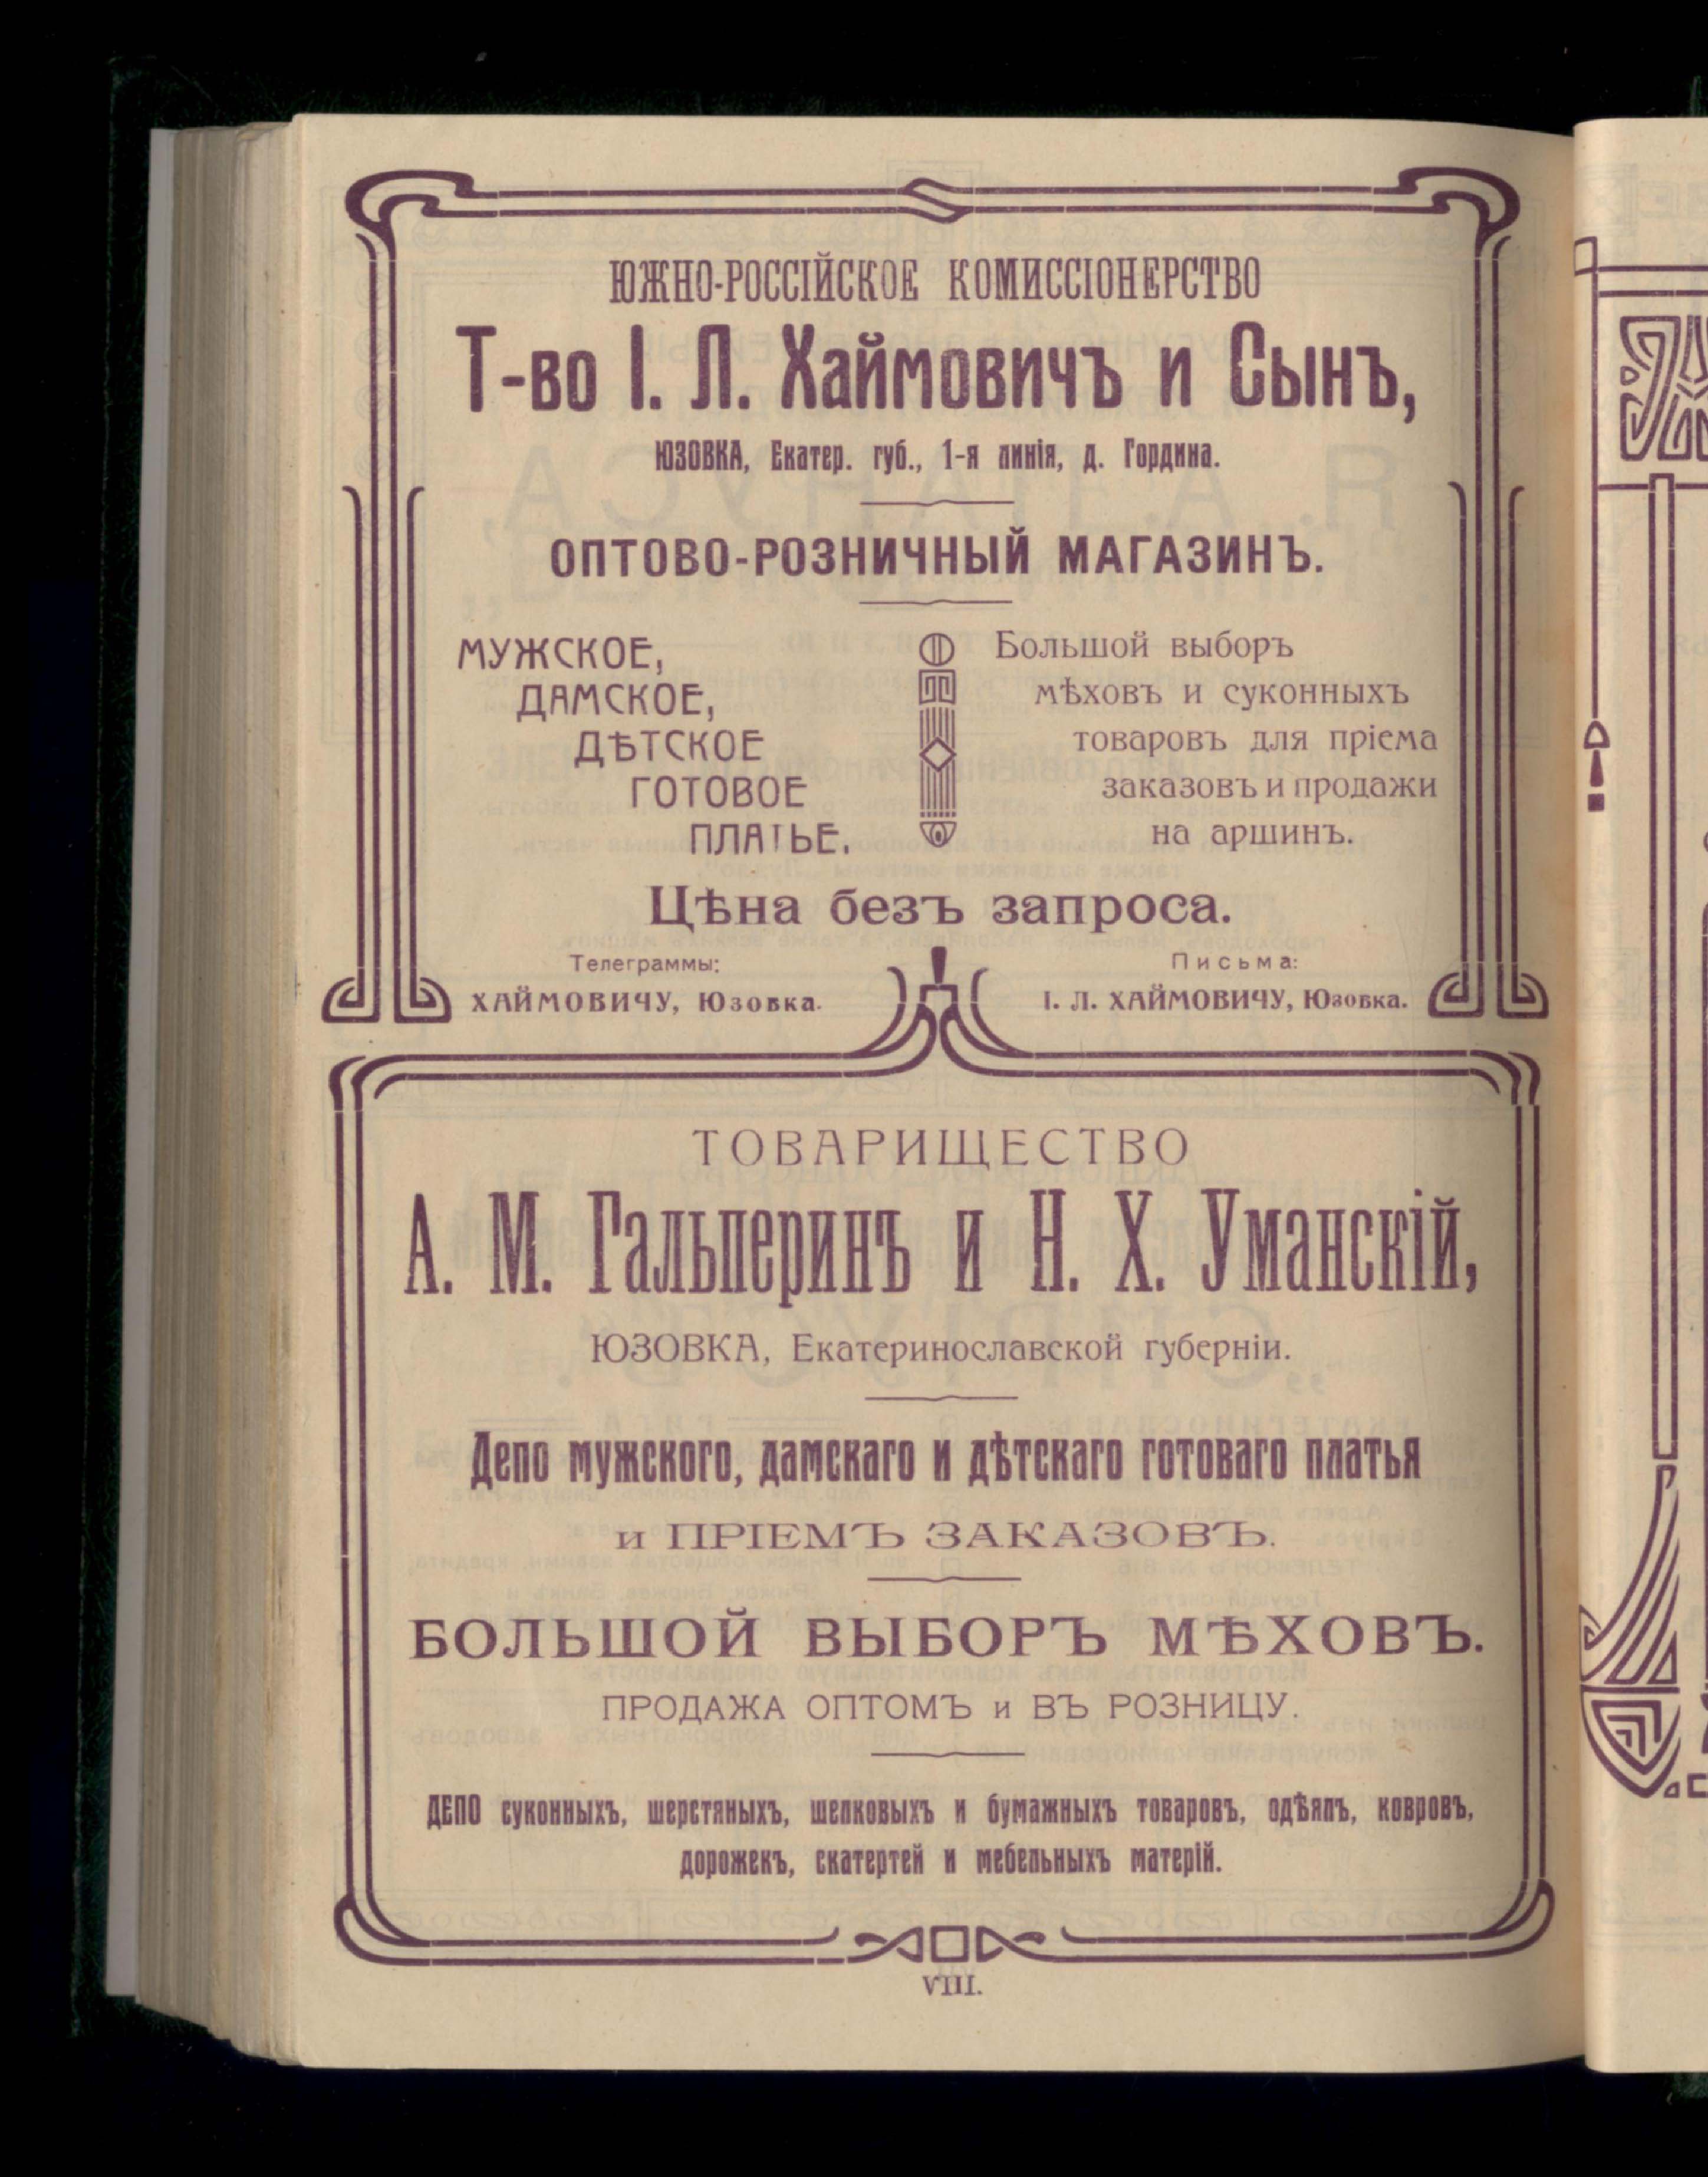 ЮЖНО-РОССІЙСКОЕ КОМИССІОНЕРСТВО
Т-во І. Л. Хаймовичъ и Сынъ,
ЮЗОВКА, Екатер. губ., 1-я линія, д. Гордина.
ОПТОВО-РОЗНИЧНЫЙ МАГАЗИНЪ.
МУЖСКОЕ,
ДАМСКОЕ,
ДѢТСКОЕ
ГОТОВОЕ
ПЛАТЬЕ.
Большой выборъ
мѣховъ и суконныхъ
товаровъ для пріема
заказовъ и продажи
на аршинъ.
Цѣна безъ запроса.
Телеграммы:
ХАЙМОВИЧУ, Юзовка.
Письма:
І. Л. ХАЙМОВИЧУ, Юзовка.
ТОВАРИЩЕСТВО
А. М. Гальперинъ и Н. Х. Уманскій,
ЮЗОВКА, Екатеринославской губерніи.
Депо мужского, дамскаго и дѣтскаго готоваго платья
и ПРІЕМЪ ЗАКАЗОВЪ.
БОЛЬШОЙ ВЫБОРЪ МѢХОВЪ.
ПРОДАЖА ОПТОМЪ и ВЪ РОЗНИЦУ.
ДЕПО суконныхъ, шерстяныхъ, шелковыхъ и бумажныхъ товаровъ, одѣялъ, ковровъ,
дорожекъ, скатертей и мебельныхъ матерій.
VIII.